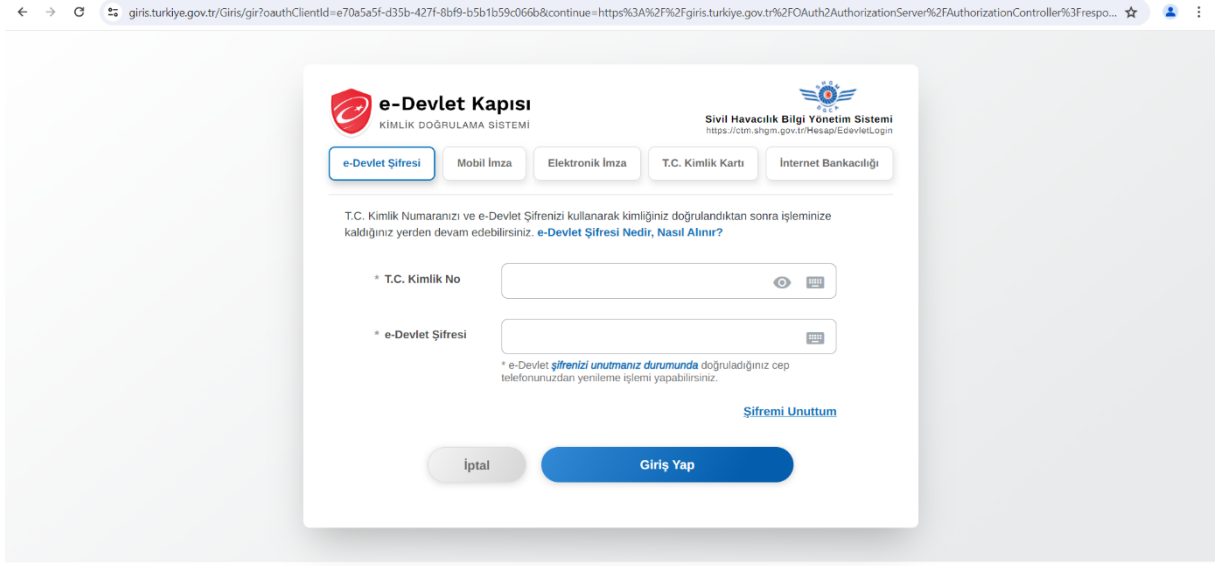 giris.turkiye.gov.tr/Giris/gir?oauthClientId=e70a5a5f-d35b-427f-8bf9-b5b1b59c066b&continue=https%3A%2F%2Fgiris.turkiye.gov.tr%2FOAuth2AuthorizationServer%2FAuthorizationController%3Frespo...
e-Devlet Kapısı
KİMLİK DOĞRULAMA SİSTEMİ
SHGM
DGCA
Sivil Havacılık Bilgi Yönetim Sistemi
https://ctm.shgm.gov.tr/Hesap/EdevletLogin
e-Devlet Şifresi
Mobil İmza
Elektronik İmza
T.C. Kimlik Kartı
İnternet Bankacılığı
T.C. Kimlik Numaranızı ve e-Devlet Şifrenizi kullanarak kimliğiniz doğrulandıktan sonra işleminize
kaldığınız yerden devam edebilirsiniz. e-Devlet Şifresi Nedir, Nasıl Alınır?
* T.C. Kimlik No
* e-Devlet Şifresi
* e-Devlet şifrenizi unutmanız durumunda doğruladığınız cep
telefonunuzdan yenileme işlemi yapabilirsiniz.
Şifremi Unuttum
İptal
Giriş Yap